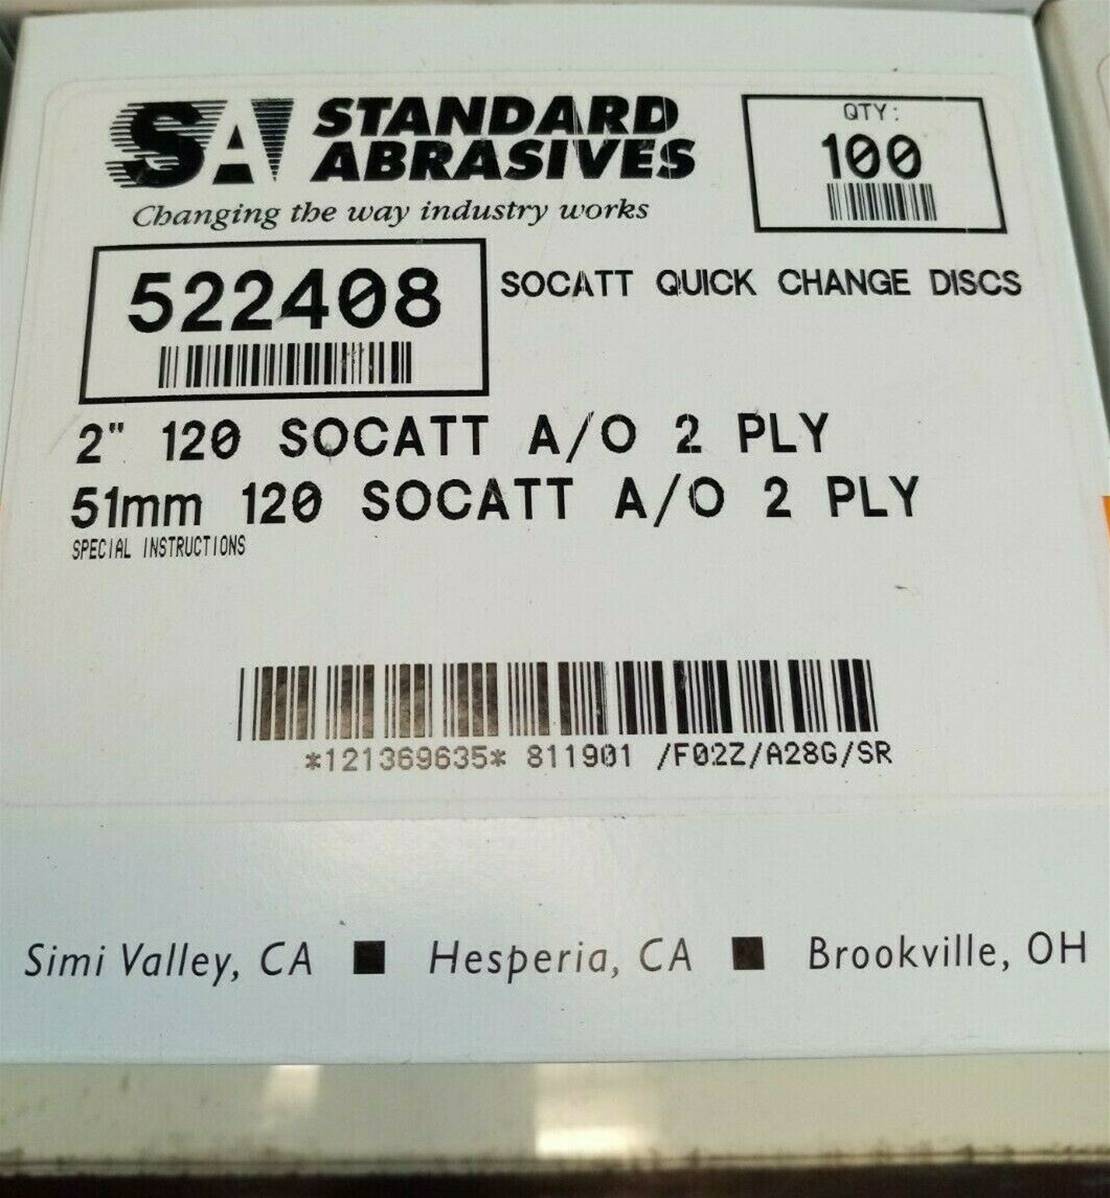 SA STANDARD ABRASIVES
Changing the way industry works
QTY:
100
522408
SOCATT QUICK CHANGE DISCS
2" 120 SOCATT A/O 2 PLY
51mm 120 SOCATT A/O 2 PLY
SPECIAL INSTRUCTIONS
*121369635* 811901 /F02Z/A28G/SR
Simi Valley, CA ■ Hesperia, CA ■ Brookville, OH